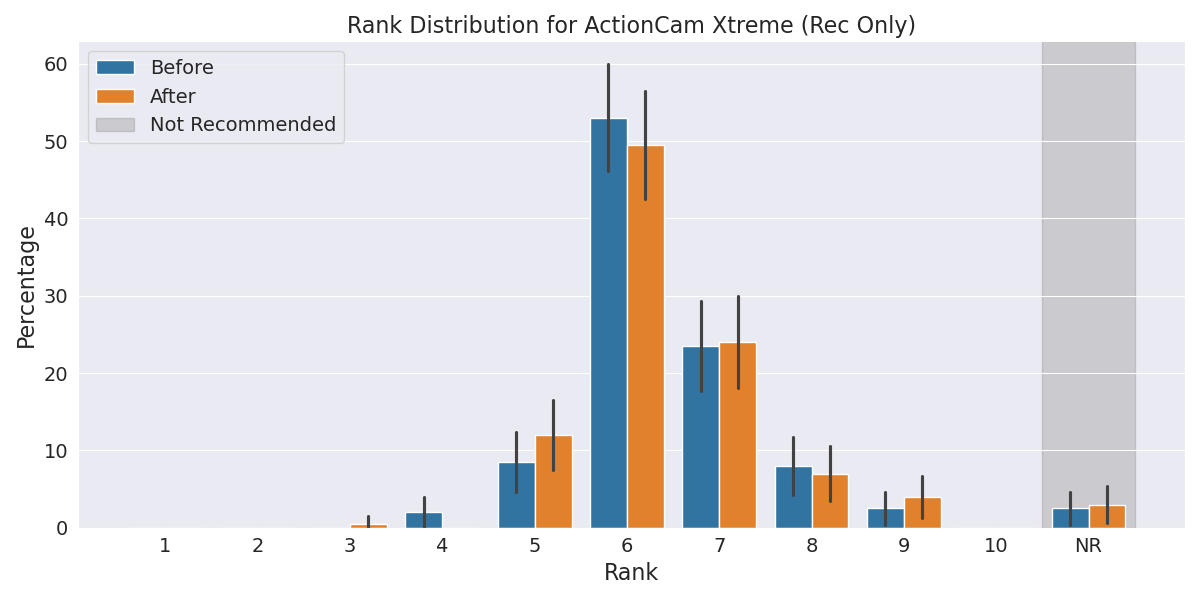 Rank Distribution for ActionCam Xtreme (Rec Only)
Before
After
Not Recommended
Percentage
60
50
40
30
20
10
0
1 2 3 4 5 6 7 8 9 10 NR
Rank